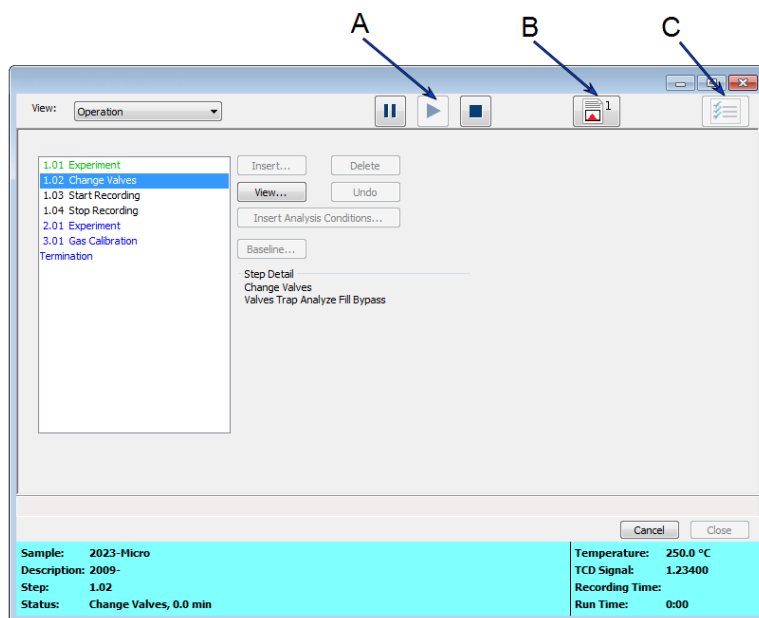 A B C
View: Operation
1
1.01 Experiment
1.02 Change Valves
1.03 Start Recording
1.04 Stop Recording
2.01 Experiment
3.01 Gas Calibration
Termination
Insert... Delete
View... Undo
Insert Analysis Conditions...
Baseline...
Step Detail
Change Valves
Valves Trap Analyze Fill Bypass
Cancel Close
Sample: 2023-Micro
Description: 2009-
Step: 1.02
Status: Change Valves, 0.0 min
Temperature: 250.0 °C
TCD Signal: 1.23400
Recording Time:
Run Time: 0:00